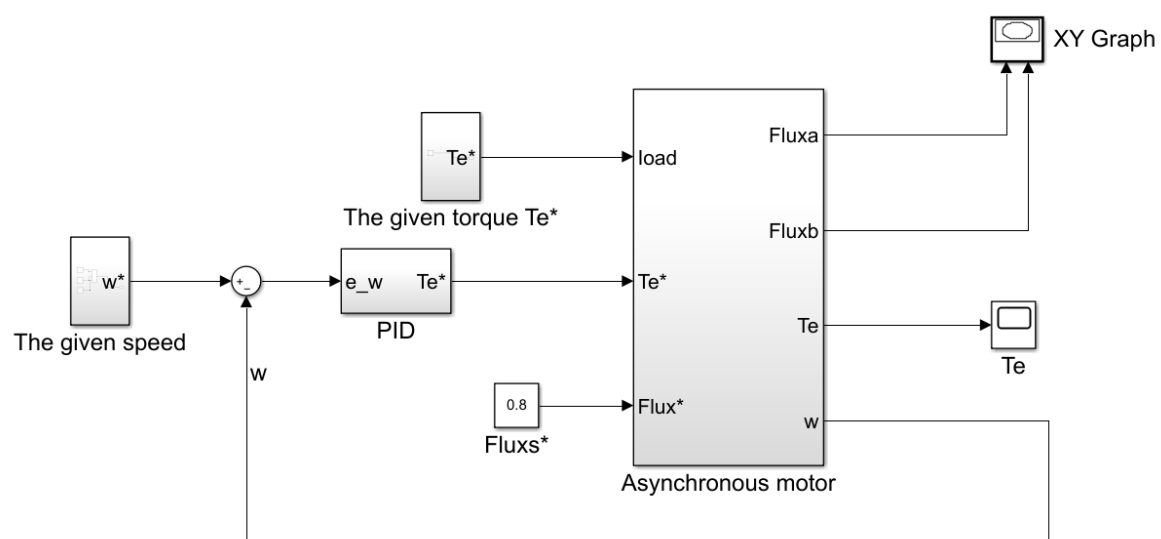 XY Graph
Fluxa
Te*
load
The given torque Te*
Fluxb
w*
+
−
e_w
Te*
Te*
The given speed
PID
Te
Te
w
0.8
Flux*
w
Fluxs*
Asynchronous motor